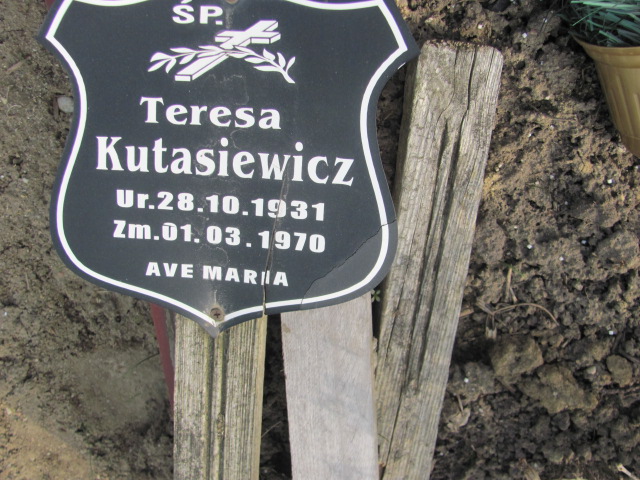 ŚP.
Teresa
Kutasiewicz
Ur.28.10.1931
Zm.01.03.1970
AVE MARIA